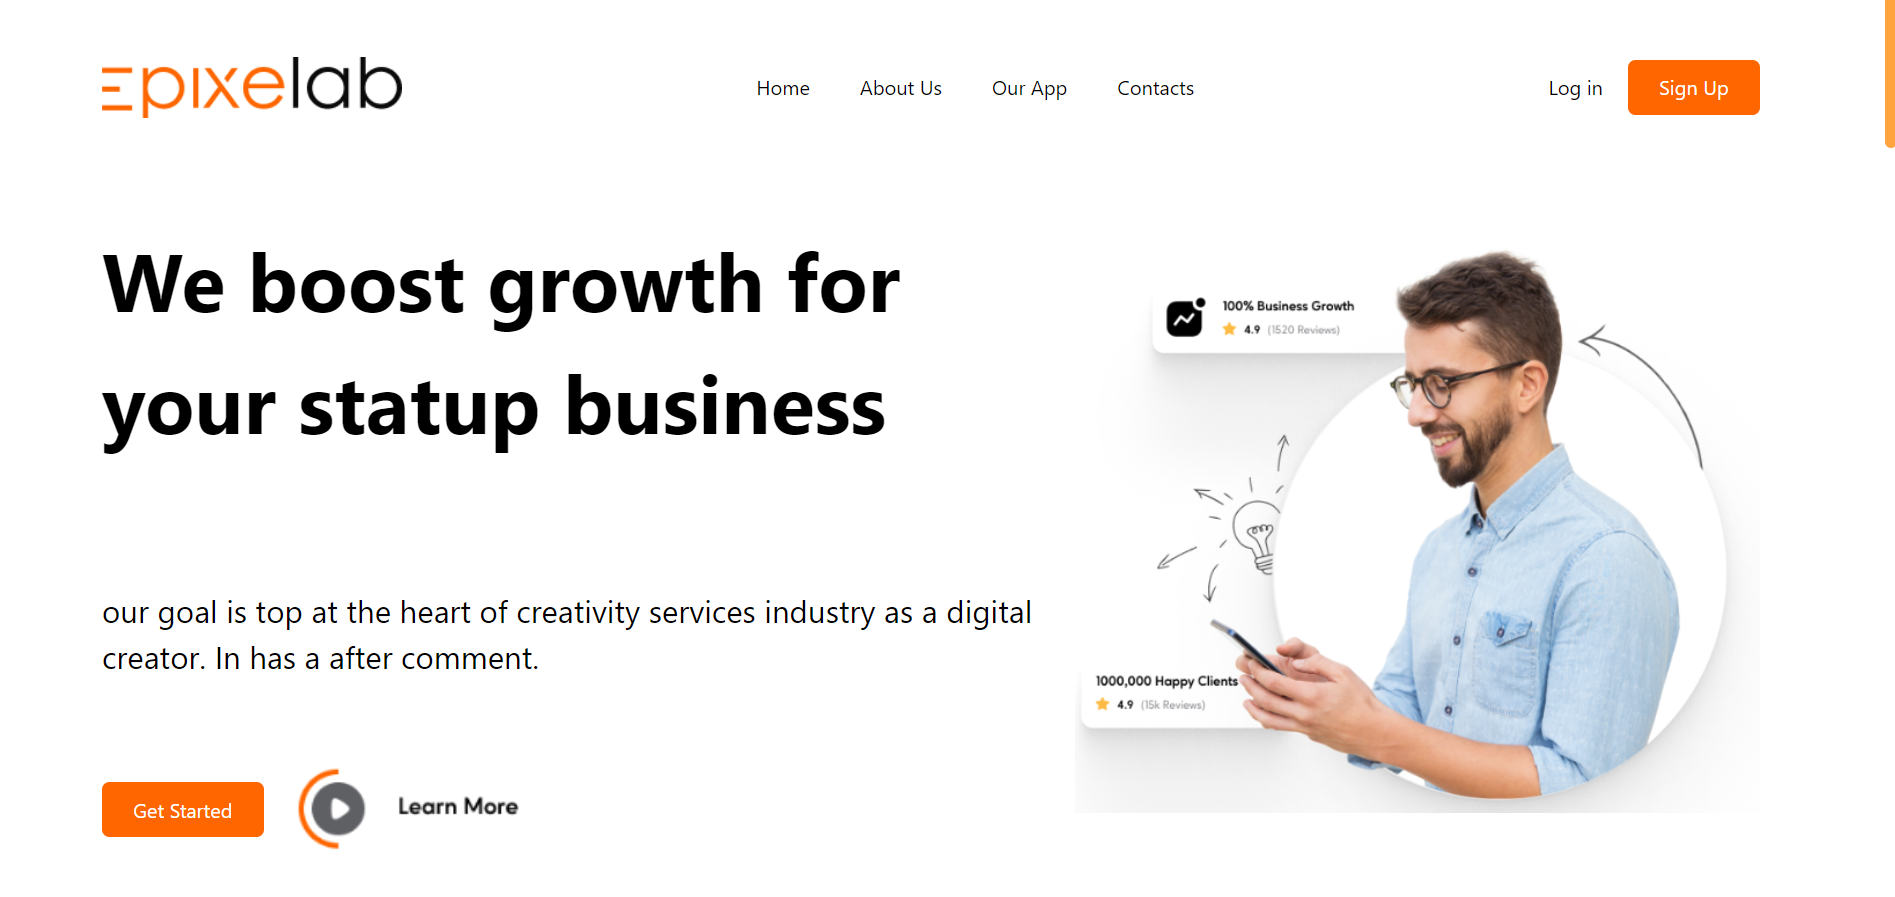 Epixelab
Home About Us Our App Contacts Log in Sign Up
We boost growth for
your statup business
100% Business Growth
4.9 (1520 Reviews)
our goal is top at the heart of creativity services industry as a digital
creator. In has a after comment.
1000,000 Happy Clients
4.9 (15k Reviews)
Get Started Learn More